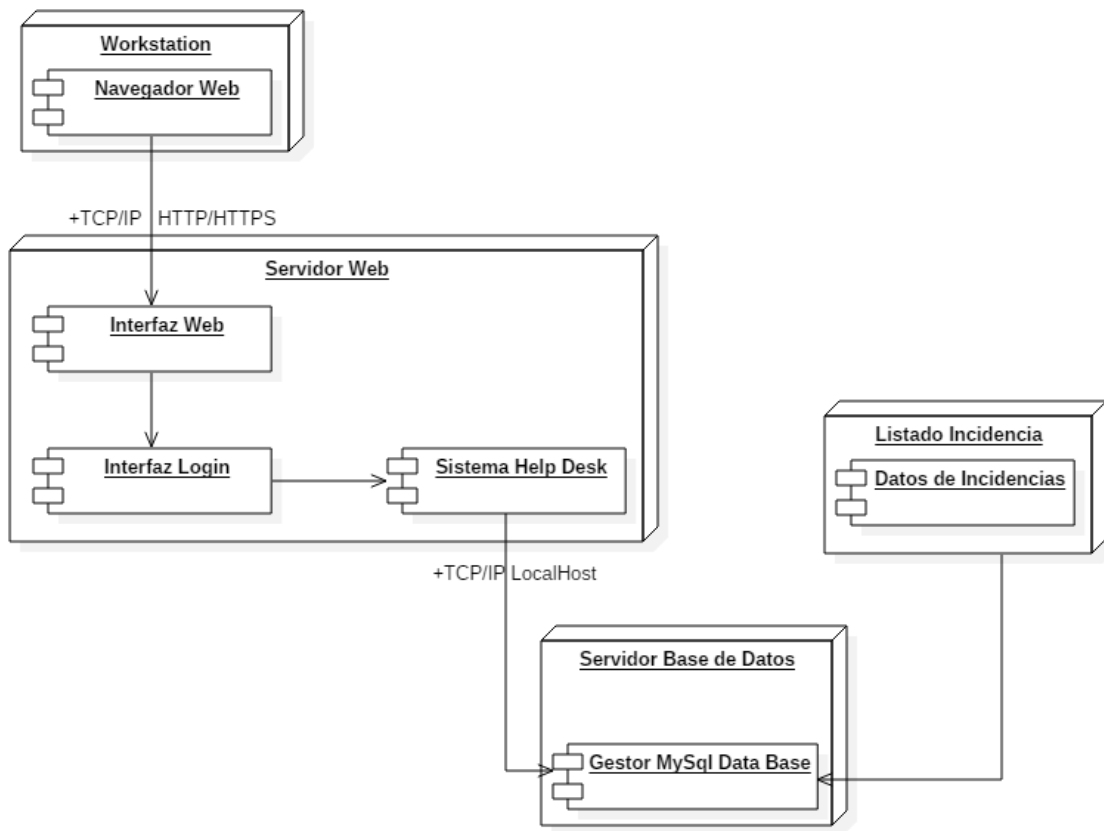 Workstation
Navegador Web
+TCP/IP HTTP/HTTPS
Servidor Web
Interfaz Web
Interfaz Login
Sistema Help Desk
Listado Incidencia
Datos de Incidencias
+TCP/IP LocalHost
Servidor Base de Datos
Gestor MySql Data Base